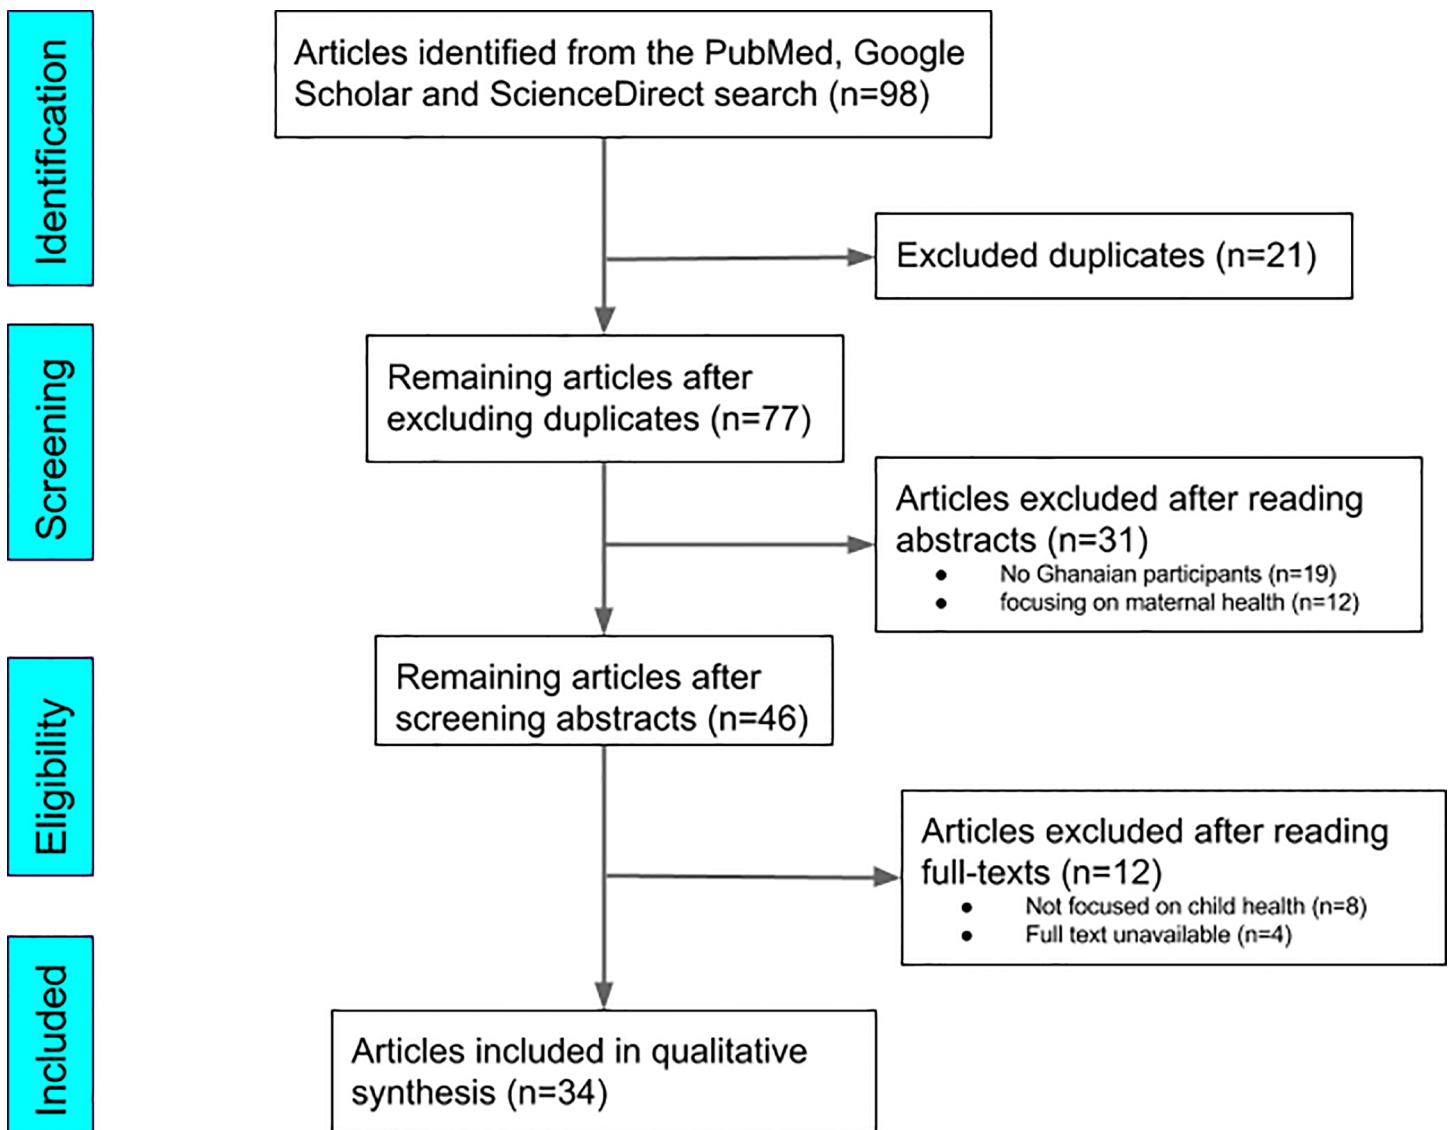 Identification
Articles identified from the PubMed, Google
Scholar and ScienceDirect search (n=98)
Excluded duplicates (n=21)
Screening
Remaining articles after
excluding duplicates (n=77)
Articles excluded after reading
abstracts (n=31)
• No Ghanaian participants (n=19)
• focusing on maternal health (n=12)
Eligibility
Remaining articles after
screening abstracts (n=46)
Articles excluded after reading
full-texts (n=12)
• Not focused on child health (n=8)
• Full text unavailable (n=4)
Included
Articles included in qualitative
synthesis (n=34)